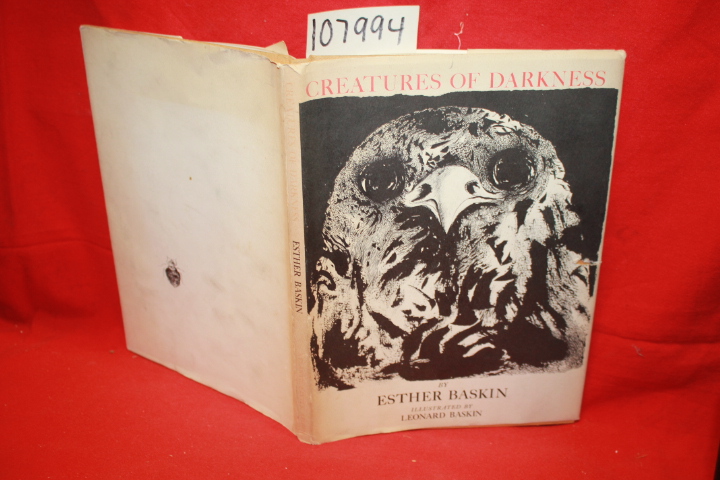 107994
CREATURES OF DARKNESS
BY
ESTHER BASKIN
ILLUSTRATED BY
LEONARD BASKIN
ESTHER BASKIN